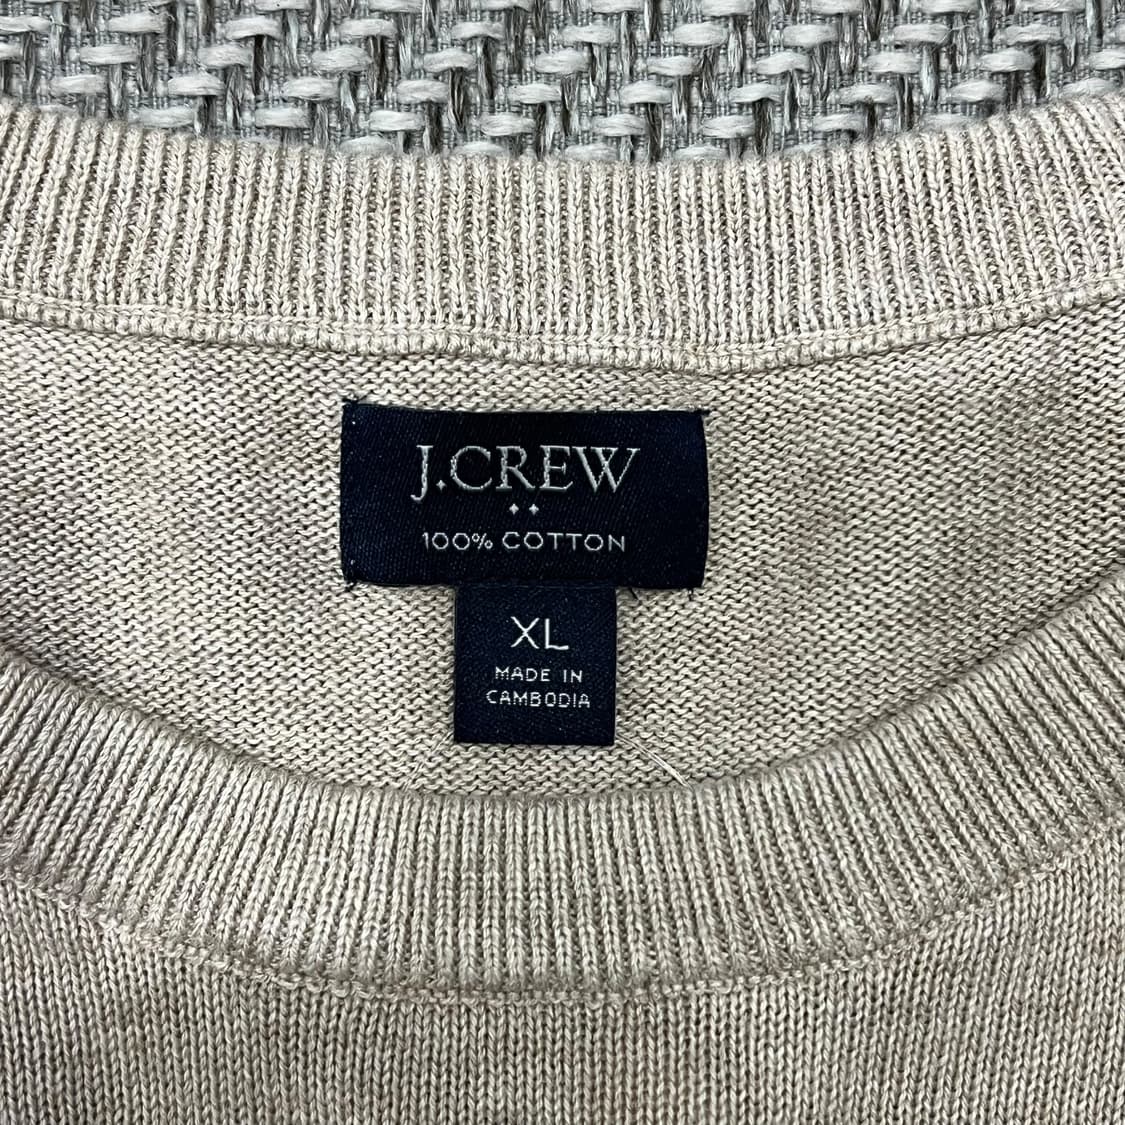 J.CREW
100% COTTON
XL
MADE IN
CAMBODIA